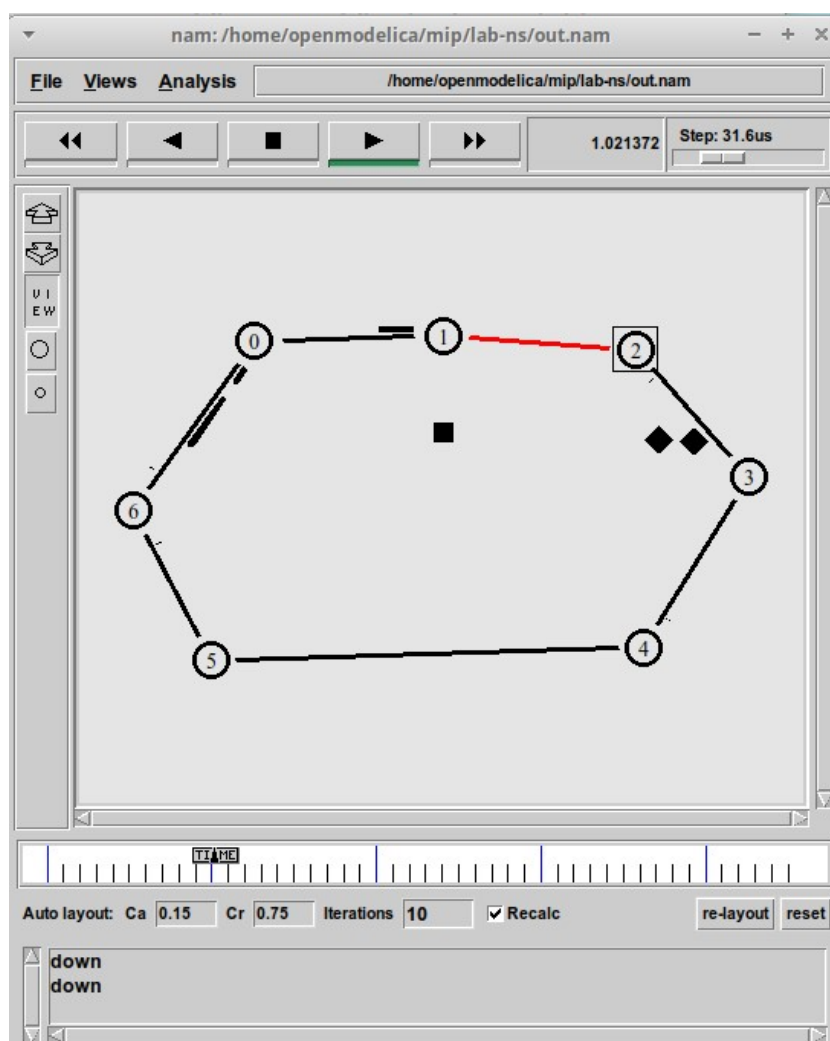 nam: /home/openmodelica/mip/lab-ns/out.nam
File Views Analysis /home/openmodelica/mip/lab-ns/out.nam
1.021372 Step: 31.6us
V I
E W
0
1
2
3
6
5
4
TIME
Auto layout: Ca 0.15 Cr 0.75 Iterations 10 Recalc re-layout reset
down
down